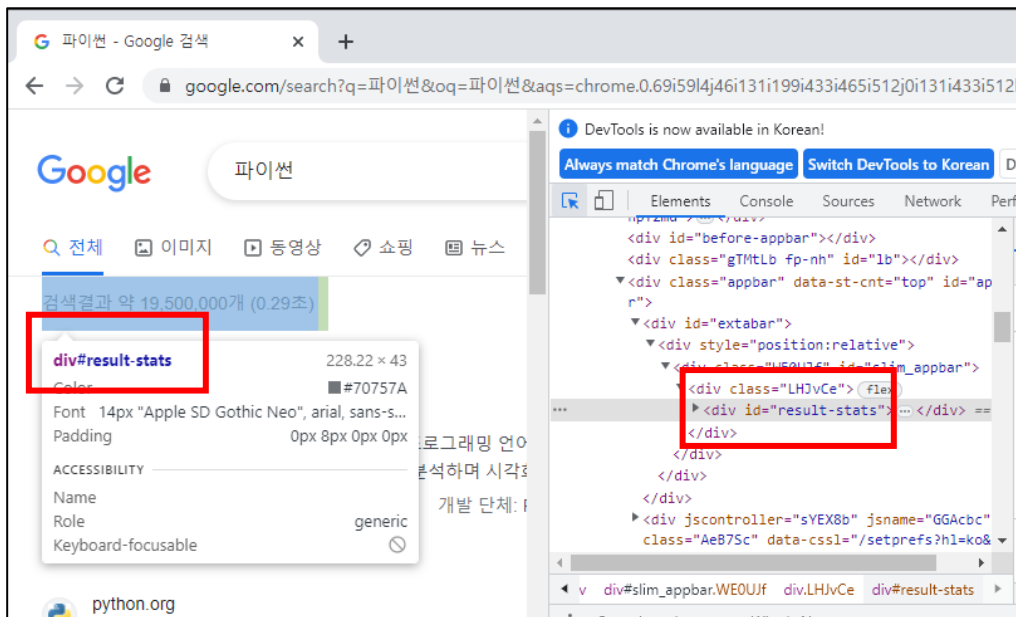 파이썬 - Google 검색
google.com/search?q=파이썬&oq=파이썬&aqs=chrome.0.69i59l4j46i131i199i433i465i512j0i131i433i512
Google
파이썬
전체 이미지 동영상 쇼핑 뉴스
검색결과 약 19,500,000개 (0.29초)
div#result-stats 228.22 × 43
Color #70757A
Font 14px "Apple SD Gothic Neo", arial, sans-s...
Padding 0px 8px 0px 0px
ACCESSIBILITY
Name
Role generic
Keyboard-focusable
로그래밍 언어
분석하며 시각
개발 단체:
python.org
DevTools is now available in Korean!
Always match Chrome's language Switch DevTools to Korean D
Elements Console Sources Network Perf
<div id="before-appbar"></div>
<div class="gTMtLb fp-nh" id="lb"></div>
▼<div class="appbar" data-st-cnt="top" id="ap
r">
▼<div id="extabar">
▼<div style="position:relative">
▼<div class="WE0UJf" id="slim_appbar">
▼<div class="LHJvCe"> flex
… ▶<div id="result-stats">…</div> ==
</div>
</div>
</div>
</div>
▶<div jscontroller="sYEX8b" jsname="GGAcbc"
class="AeB7Sc" data-cssl="/setprefs?hl=ko&
v div#slim_appbar.WE0UJf div.LHJvCe div#result-stats